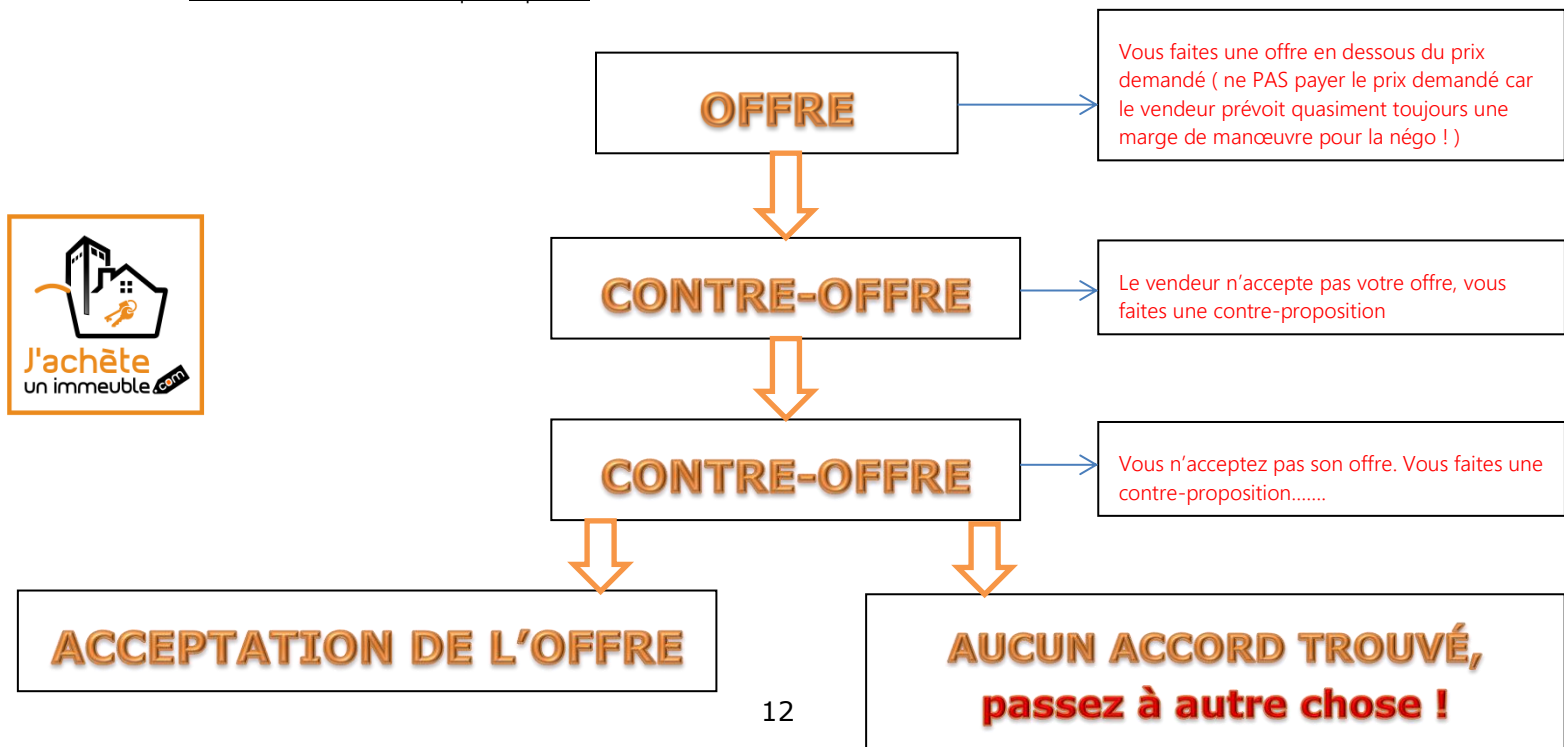 OFFRE
Vous faites une offre en dessous du prix
demandé ( ne PAS payer le prix demandé car
le vendeur prévoit quasiment toujours une
marge de manœuvre pour la négo ! )
J'achète
un immeuble.com
CONTRE-OFFRE
Le vendeur n’accepte pas votre offre, vous
faites une contre-proposition
CONTRE-OFFRE
Vous n’acceptez pas son offre. Vous faites une
contre-proposition.......
ACCEPTATION DE L’OFFRE
AUCUN ACCORD TROUVÉ,
passez à autre chose !
12